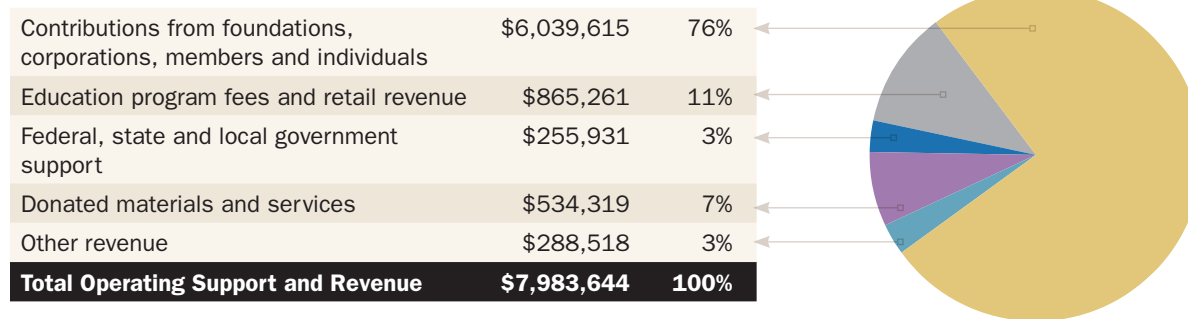 Contributions from foundations, $6,039,615 76%
corporations, members and individuals
Education program fees and retail revenue $865,261 11%
Federal, state and local government $255,931 3%
support
Donated materials and services $534,319 7%
Other revenue $288,518 3%
Total Operating Support and Revenue $7,983,644 100%